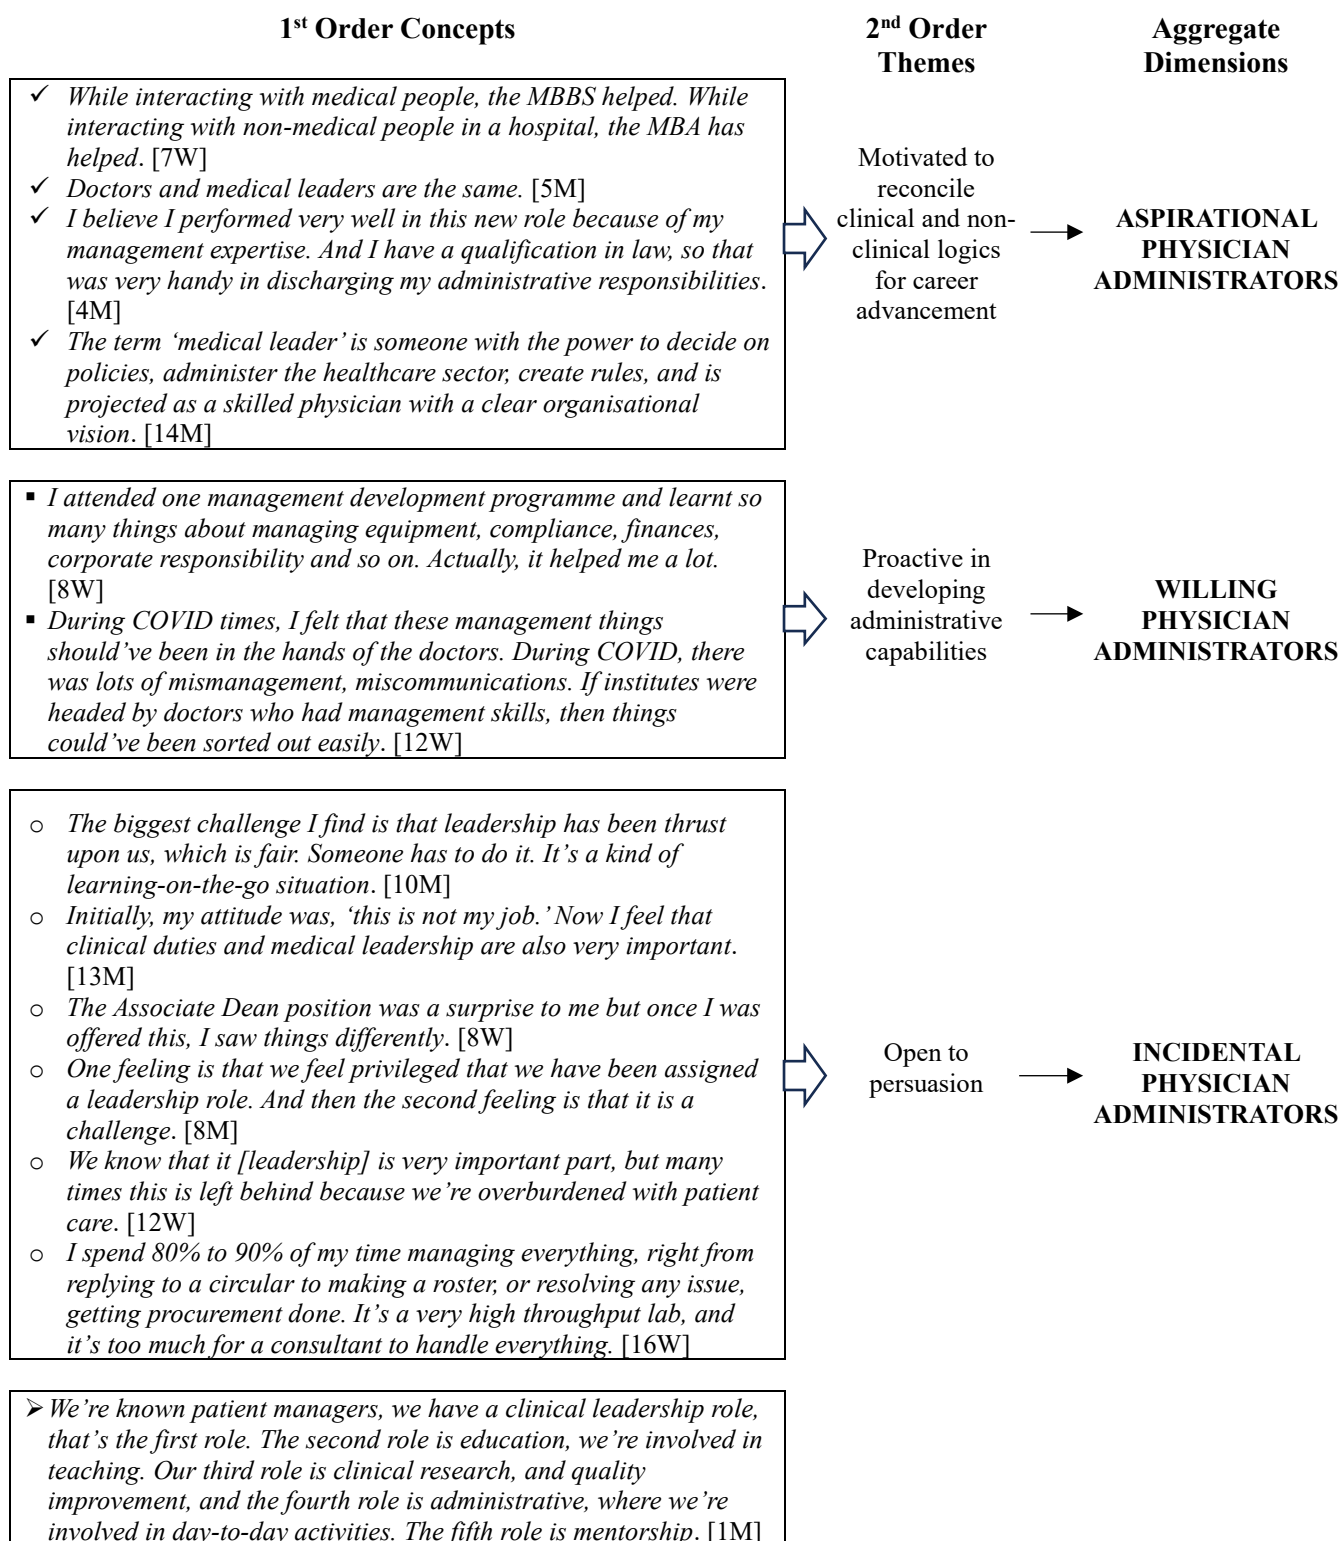 1st Order Concepts
2nd Order
Themes
Aggregate
Dimensions
✓ While interacting with medical people, the MBBS helped. While
interacting with non-medical people in a hospital, the MBA has
helped. [7W]
✓ Doctors and medical leaders are the same. [5M]
✓ I believe I performed very well in this new role because of my
management expertise. And I have a qualification in law, so that
was very handy in discharging my administrative responsibilities.
[4M]
✓ The term ‘medical leader’ is someone with the power to decide on
policies, administer the healthcare sector, create rules, and is
projected as a skilled physician with a clear organisational
vision. [14M]
Motivated to
reconcile
clinical and non-
clinical logics
for career
advancement
ASPIRATIONAL
PHYSICIAN
ADMINISTRATORS
▪ I attended one management development programme and learnt so
many things about managing equipment, compliance, finances,
corporate responsibility and so on. Actually, it helped me a lot.
[8W]
▪ During COVID times, I felt that these management things
should’ve been in the hands of the doctors. During COVID, there
was lots of mismanagement, miscommunications. If institutes were
headed by doctors who had management skills, then things
could’ve been sorted out easily. [12W]
Proactive in
developing
administrative
capabilities
WILLING
PHYSICIAN
ADMINISTRATORS
o The biggest challenge I find is that leadership has been thrust
upon us, which is fair. Someone has to do it. It’s a kind of
learning-on-the-go situation. [10M]
o Initially, my attitude was, ‘this is not my job.’ Now I feel that
clinical duties and medical leadership are also very important.
[13M]
o The Associate Dean position was a surprise to me but once I was
offered this, I saw things differently. [8W]
o One feeling is that we feel privileged that we have been assigned
a leadership role. And then the second feeling is that it is a
challenge. [8M]
o We know that it [leadership] is very important part, but many
times this is left behind because we’re overburdened with patient
care. [12W]
o I spend 80% to 90% of my time managing everything, right from
replying to a circular to making a roster, or resolving any issue,
getting procurement done. It’s a very high throughput lab, and
it’s too much for a consultant to handle everything. [16W]
Open to
persuasion
INCIDENTAL
PHYSICIAN
ADMINISTRATORS
➢ We’re known patient managers, we have a clinical leadership role,
that’s the first role. The second role is education, we’re involved in
teaching. Our third role is clinical research, and quality
improvement, and the fourth role is administrative, where we’re
involved in day-to-day activities. The fifth role is mentorship. [1M]